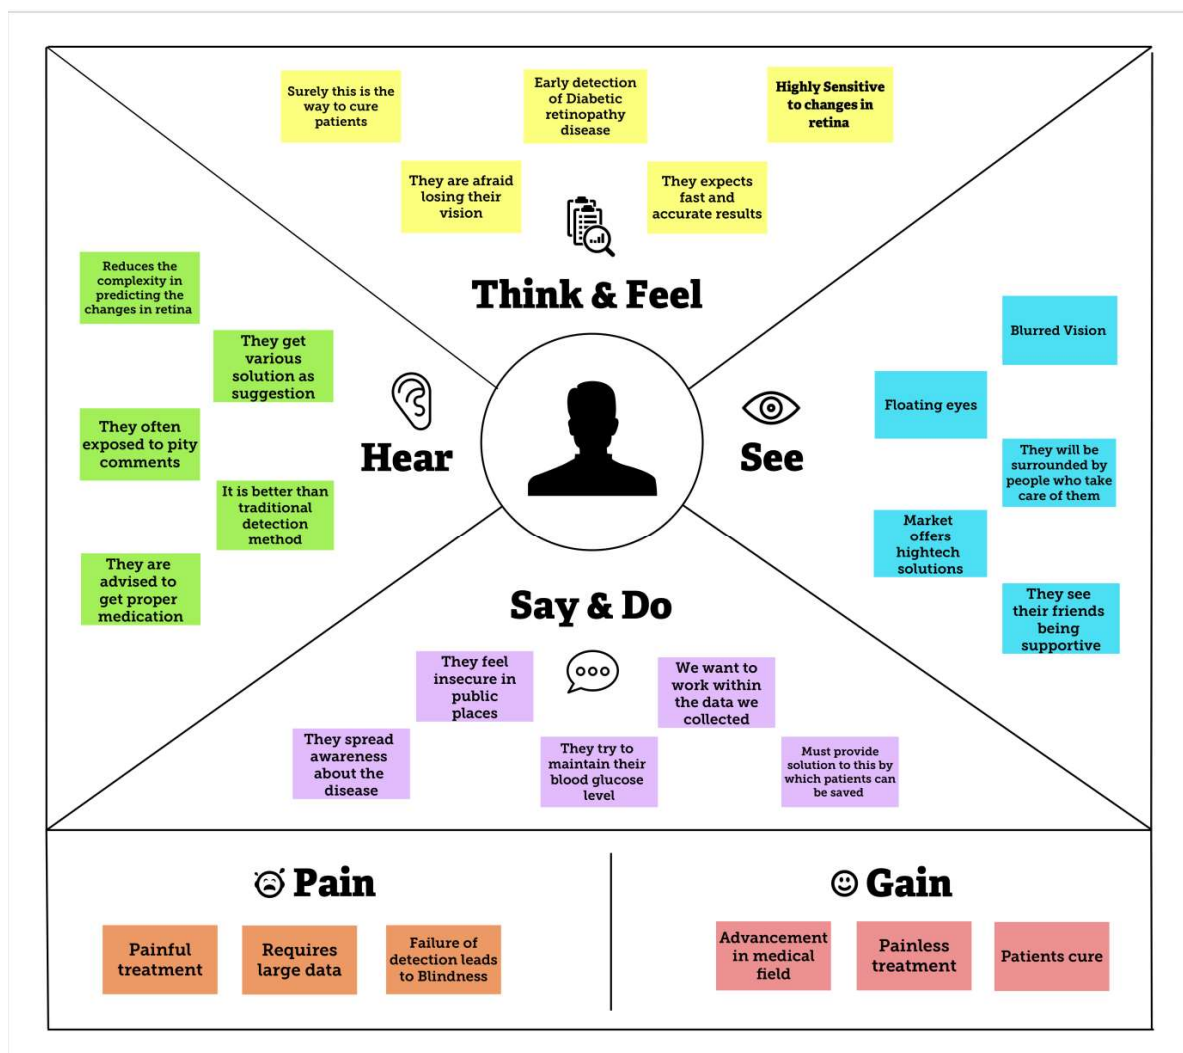 Surely this is the
way to cure
patients
Early detection
of Diabetic
retinopathy
disease
Highly Sensitive
to changes in
retina
They are afraid
losing their
vision
They expects
fast and
accurate results
Think & Feel
Reduces the
complexity in
predicting the
changes in retina
They get
various
solution as
suggestion
They often
exposed to pity
comments
It is better than
traditional
detection
method
They are
advised to
get proper
medication
Hear
See
Blurred Vision
Floating eyes
They will be
surrounded by
people who take
care of them
Market
offers
hightech
solutions
They see
their friends
being
supportive
Say & Do
They feel
insecure in
public
places
We want to
work within
the data we
collected
They spread
awareness
about the
disease
They try to
maintain their
blood glucose
level
Must provide
solution to this by
which patients can
be saved
Pain
Painful
treatment
Requires
large data
Failure of
detection leads
to Blindness
Gain
Advancement
in medical
field
Painless
treatment
Patients cure